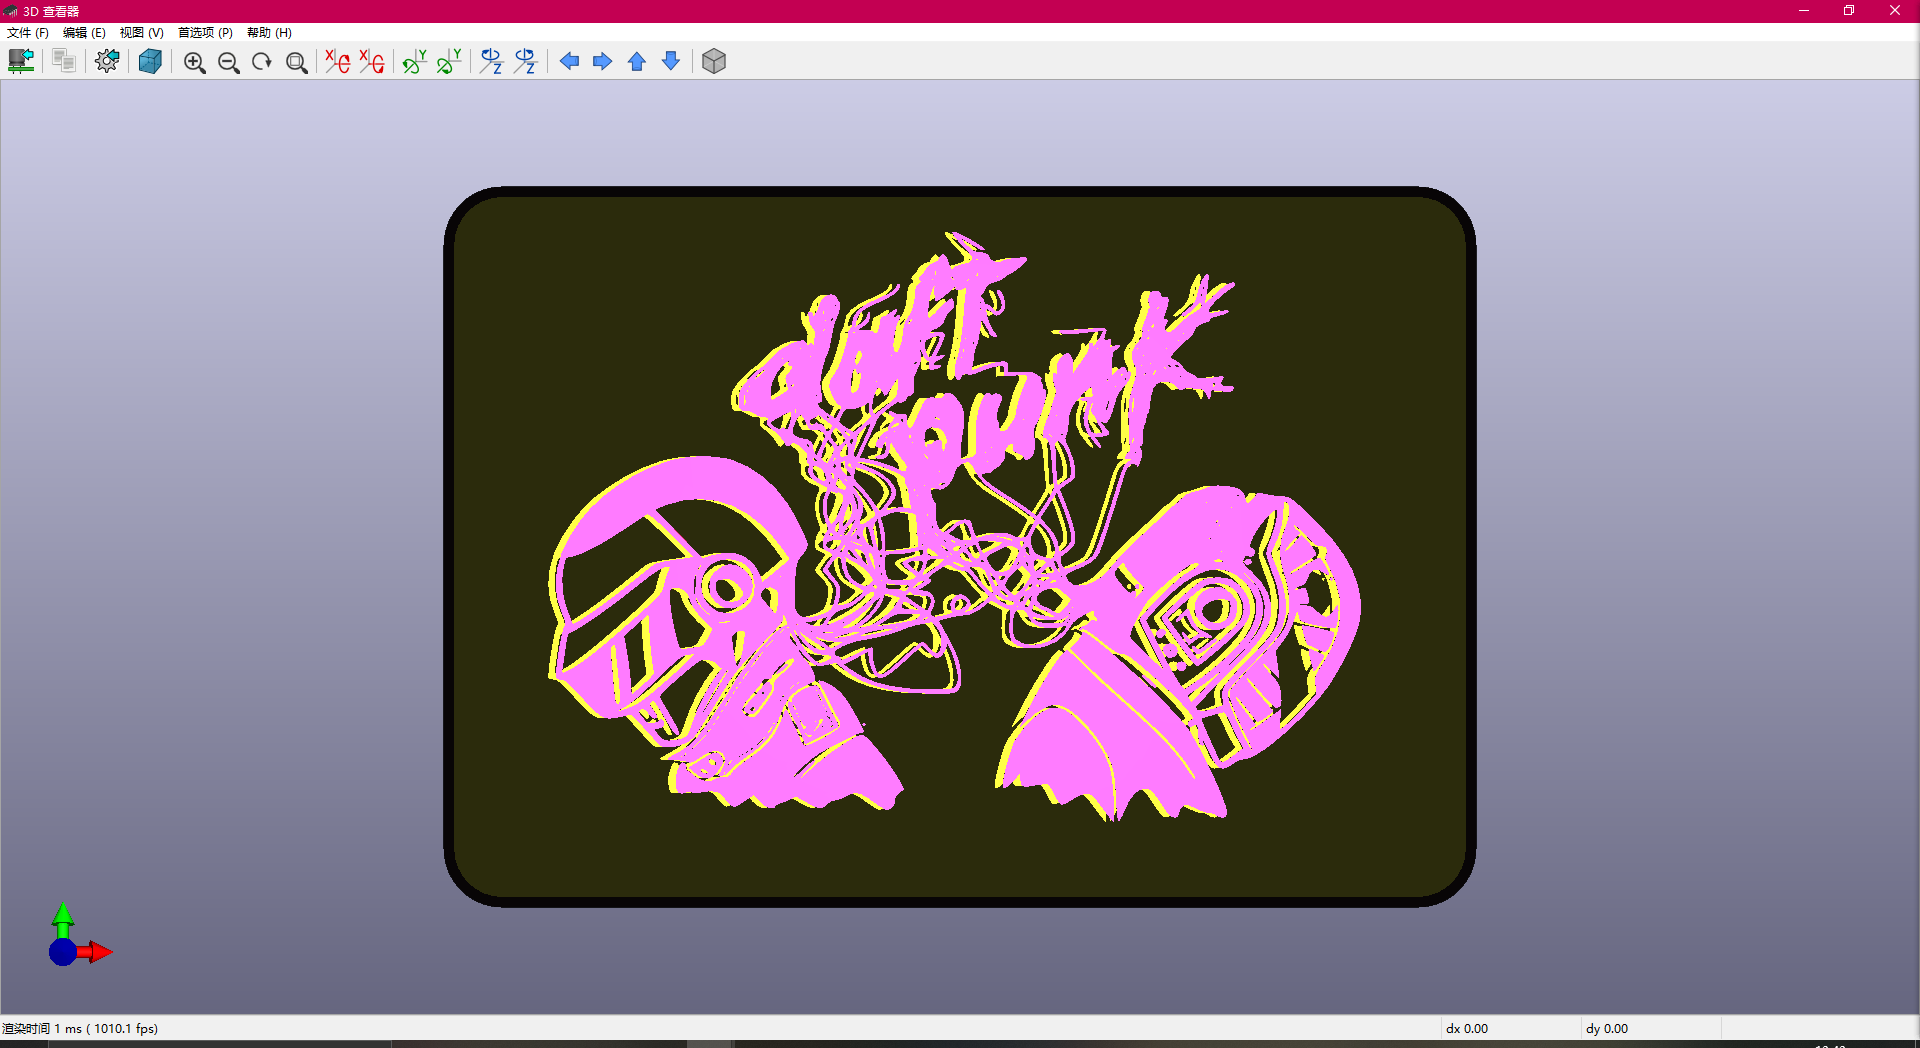 3D 查看器
文件 (F) 编辑 (E) 视图 (V) 首选项 (P) 帮助 (H)
daft
punk
渲染时间 1 ms ( 1010.1 fps)
dx 0.00
dy 0.00